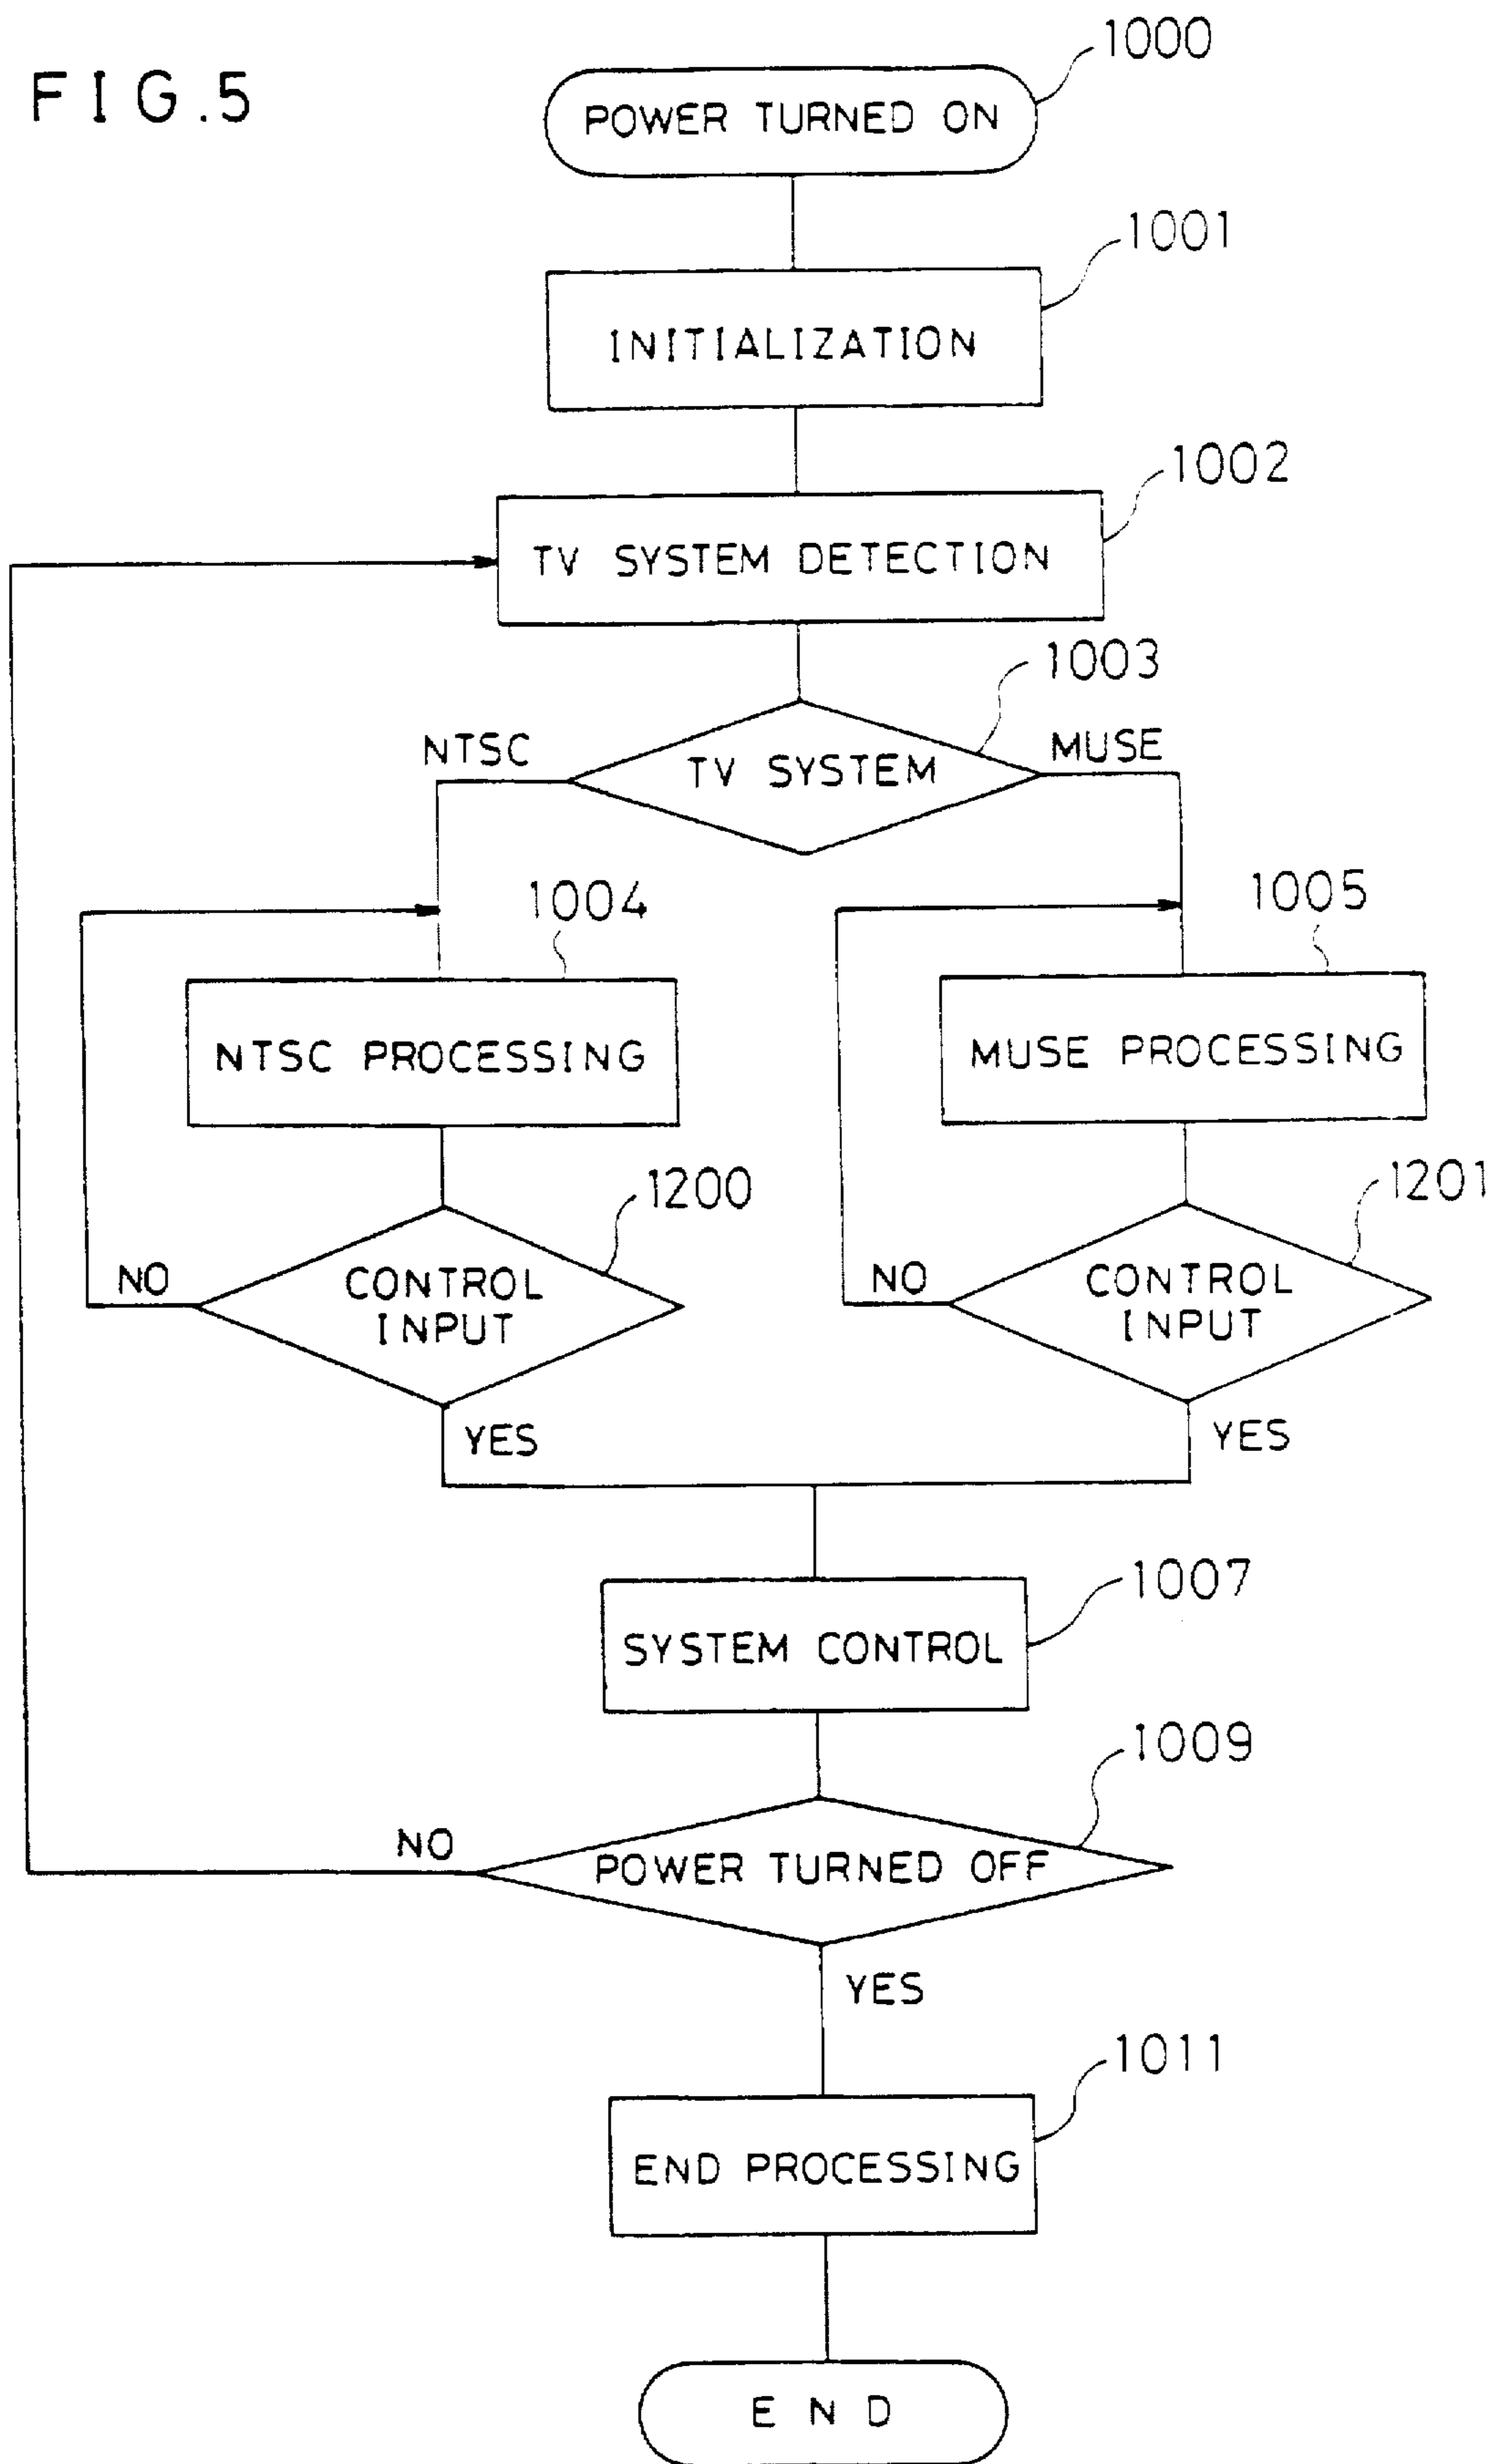 FIG.5
1000
POWER TURNED ON
1001
INITIALIZATION
1002
TV SYSTEM DETECTION
1003
NTSC
TV SYSTEM
MUSE
1004
1005
NTSC PROCESSING
MUSE PROCESSING
1200
1201
NO
CONTROL
INPUT
NO
CONTROL
INPUT
YES
YES
1007
SYSTEM CONTROL
1009
NO
POWER TURNED OFF
YES
1011
END PROCESSING
END